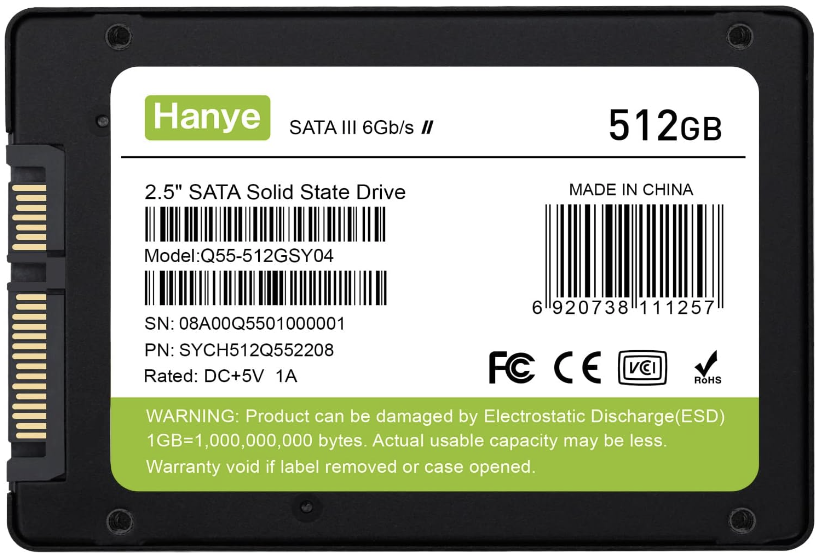 Hanye
SATA III 6Gb/s //
512GB
2.5" SATA Solid State Drive
MADE IN CHINA
Model:Q55-512GSY04
6 920738 111257
SN: 08A00Q5501000001
PN: SYCH512Q552208
Rated: DC+5V 1A
FC CE VCI RoHS
WARNING: Product can be damaged by Electrostatic Discharge(ESD)
1GB=1,000,000,000 bytes. Actual usable capacity may be less.
Warranty void if label removed or case opened.